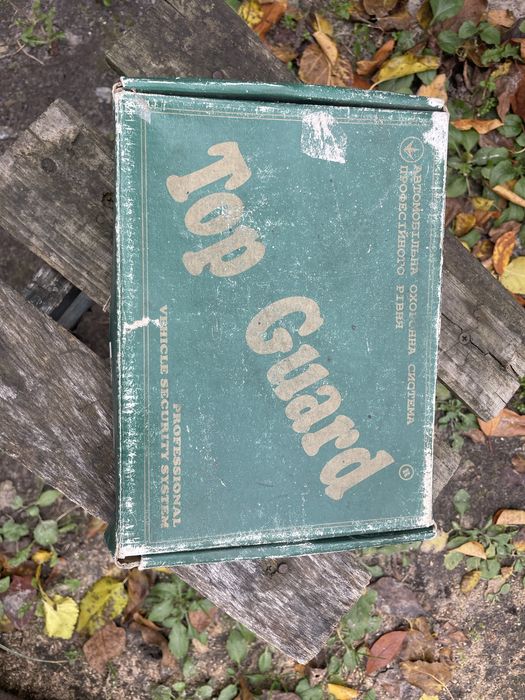 АВТОМОБІЛЬНА ОХОРОННА СИСТЕМА
ПРОФЕСІЙНОГО РІВНЯ
Top Guard
®
PROFESSIONAL
VEHICLE SECURITY SYSTEM